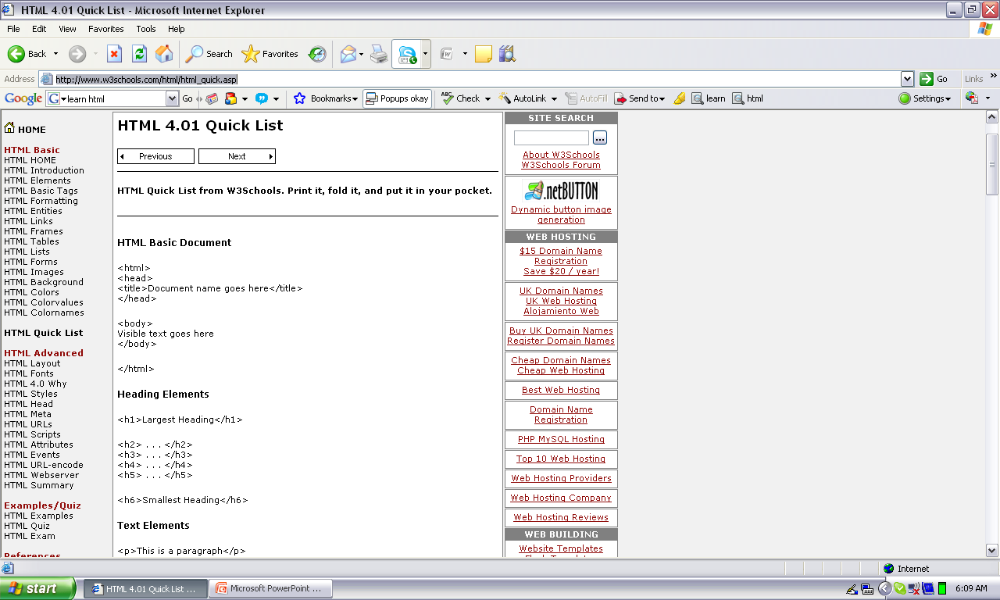 HTML 4.01 Quick List - Microsoft Internet Explorer
File Edit View Favorites Tools Help
Back Search Favorites
Address http://www.w3schools.com/html/html_quick.asp Go Links »
Google G learn html Go Bookmarks Popups okay Check AutoLink AutoFill Send to learn html Settings
HOME
HTML Basic
HTML HOME
HTML Introduction
HTML Elements
HTML Basic Tags
HTML Formatting
HTML Entities
HTML Links
HTML Frames
HTML Tables
HTML Lists
HTML Forms
HTML Images
HTML Background
HTML Colors
HTML Colorvalues
HTML Colornames
HTML Quick List
HTML Advanced
HTML Layout
HTML Fonts
HTML 4.0 Why
HTML Styles
HTML Head
HTML Meta
HTML URLs
HTML Scripts
HTML Attributes
HTML Events
HTML URL-encode
HTML Webserver
HTML Summary
Examples/Quiz
HTML Examples
HTML Quiz
HTML Exam
References
HTML 4.01 Quick List
Previous Next
HTML Quick List from W3Schools. Print it, fold it, and put it in your pocket.
HTML Basic Document
<html>
<head>
<title>Document name goes here</title>
</head>
<body>
Visible text goes here
</body>
</html>
Heading Elements
<h1>Largest Heading</h1>
<h2> . . . </h2>
<h3> . . . </h3>
<h4> . . . </h4>
<h5> . . . </h5>
<h6>Smallest Heading</h6>
Text Elements
<p>This is a paragraph</p>
SITE SEARCH
...
About W3Schools
W3Schools Forum
.netBUTTON
Dynamic button image
generation
WEB HOSTING
$15 Domain Name
Registration
Save $20 / year!
UK Domain Names
UK Web Hosting
Alojamiento Web
Buy UK Domain Names
Register Domain Names
Cheap Domain Names
Cheap Web Hosting
Best Web Hosting
Domain Name
Registration
PHP MySQL Hosting
Top 10 Web Hosting
Web Hosting Providers
Web Hosting Company
Web Hosting Reviews
WEB BUILDING
Website Templates
Internet
start HTML 4.01 Quick List ... Microsoft PowerPoint ... 6:09 AM